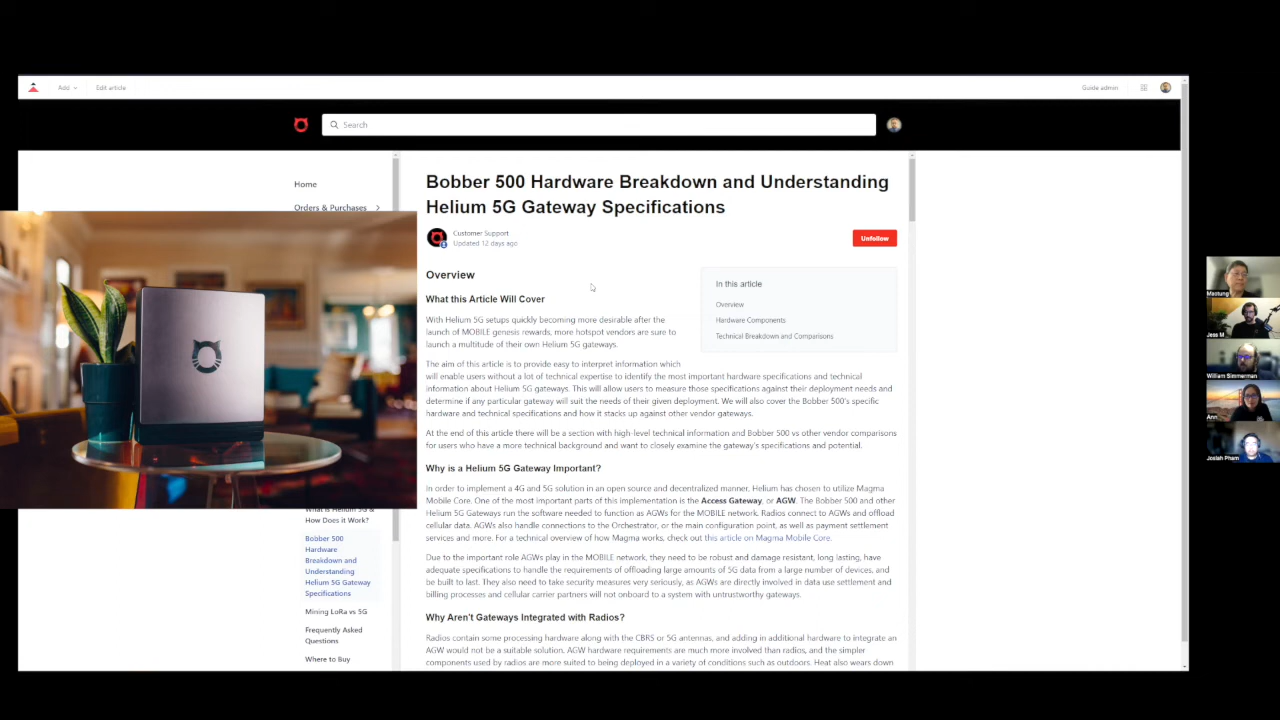 Add
Edit article
Guide admin
Search
Home
Orders & Purchases
What is Helium 5G &
How Does it Work?
Bobber 500
Hardware
Breakdown and
Understanding
Helium 5G Gateway
Specifications
Mining LoRa vs 5G
Frequently Asked
Questions
Where to Buy
Bobber 500 Hardware Breakdown and Understanding
Helium 5G Gateway Specifications
Customer Support
Updated 12 days ago
Unfollow
Overview
What this Article Will Cover
With Helium 5G setups quickly becoming more desirable after the
launch of MOBILE genesis rewards, more hotspot vendors are sure to
launch a multitude of their own Helium 5G gateways.
In this article
Overview
Hardware Components
Technical Breakdown and Comparisons
The aim of this article is to provide easy to interpret information which
will enable users without a lot of technical expertise to identify the most important hardware specifications and technical
information about Helium 5G gateways. This will allow users to measure those specifications against their deployment needs and
determine if any particular gateway will suit the needs of their given deployment. We will also cover the Bobber 500's specific
hardware and technical specifications and how it stacks up against other vendor gateways.
At the end of this article there will be a section with high-level technical information and Bobber 500 vs other vendor comparisons
for users who have a more technical background and want to closely examine the gateway's specifications and potential.
Why is a Helium 5G Gateway Important?
In order to implement a 4G and 5G solution in an open source and decentralized manner, Helium has chosen to utilize Magma
Mobile Core. One of the most important parts of this implementation is the Access Gateway, or AGW. The Bobber 500 and other
Helium 5G Gateways run the software needed to function as AGWs for the MOBILE network. Radios connect to AGWs and offload
cellular data. AGWs also handle connections to the Orchestrator, or the main configuration point, as well as payment settlement
services and more. For a technical overview of how Magma works, check out this article on Magma Mobile Core.
Due to the important role AGWs play in the MOBILE network, they need to be robust and damage resistant, long lasting, have
adequate specifications to handle the requirements of offloading large amounts of 5G data from a large number of devices, and
be built to last. They also need to take security measures very seriously, as AGWs are directly involved in data use settlement and
billing processes and cellular carrier partners will not onboard to a system with untrustworthy gateways.
Why Aren't Gateways Integrated with Radios?
Radios contain some processing hardware along with the CBRS or 5G antennas, and adding in additional hardware to integrate an
AGW would not be a suitable solution. AGW hardware requirements are much more involved than radios, and the simpler
components used by radios are more suited to being deployed in a variety of conditions such as outdoors. Heat also wears down
Maotung
Jess M
William Simmerman
Ann
Josiah Pham